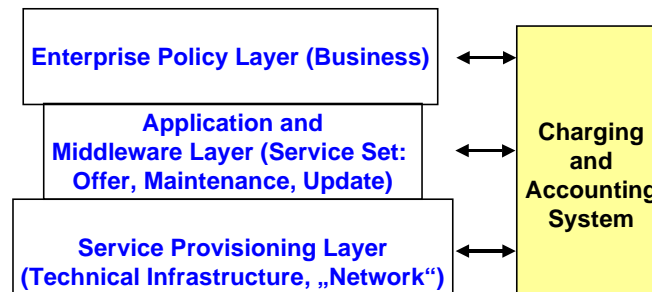 Enterprise Policy Layer (Business)
Application and
Middleware Layer (Service Set:
Offer, Maintenance, Update)
Service Provisioning Layer
(Technical Infrastructure, „Network“)
Charging
and
Accounting
System